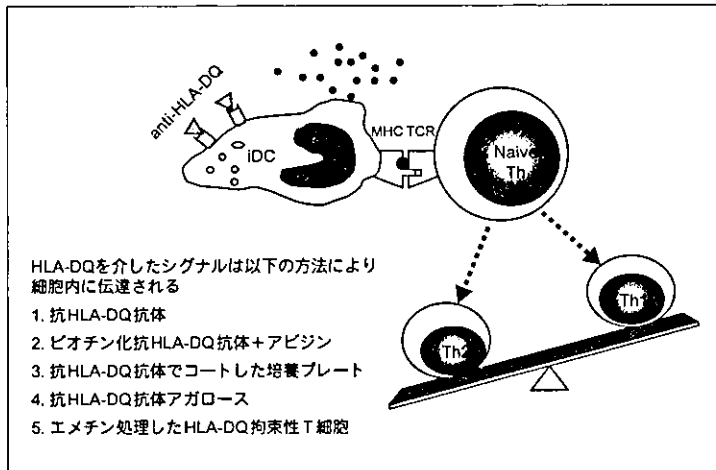 anti-HLA-DQ
iDC
MHC TCR
Naive
Th
Th1
Th2
HLA-DQを介したシグナルは以下の方法により
細胞内に伝達される
1. 抗HLA-DQ抗体
2. ビオチン化抗HLA-DQ抗体+アビジン
3. 抗HLA-DQ抗体でコートした培養プレート
4. 抗HLA-DQ抗体アガロース
5. エメチン処理したHLA-DQ拘束性T細胞